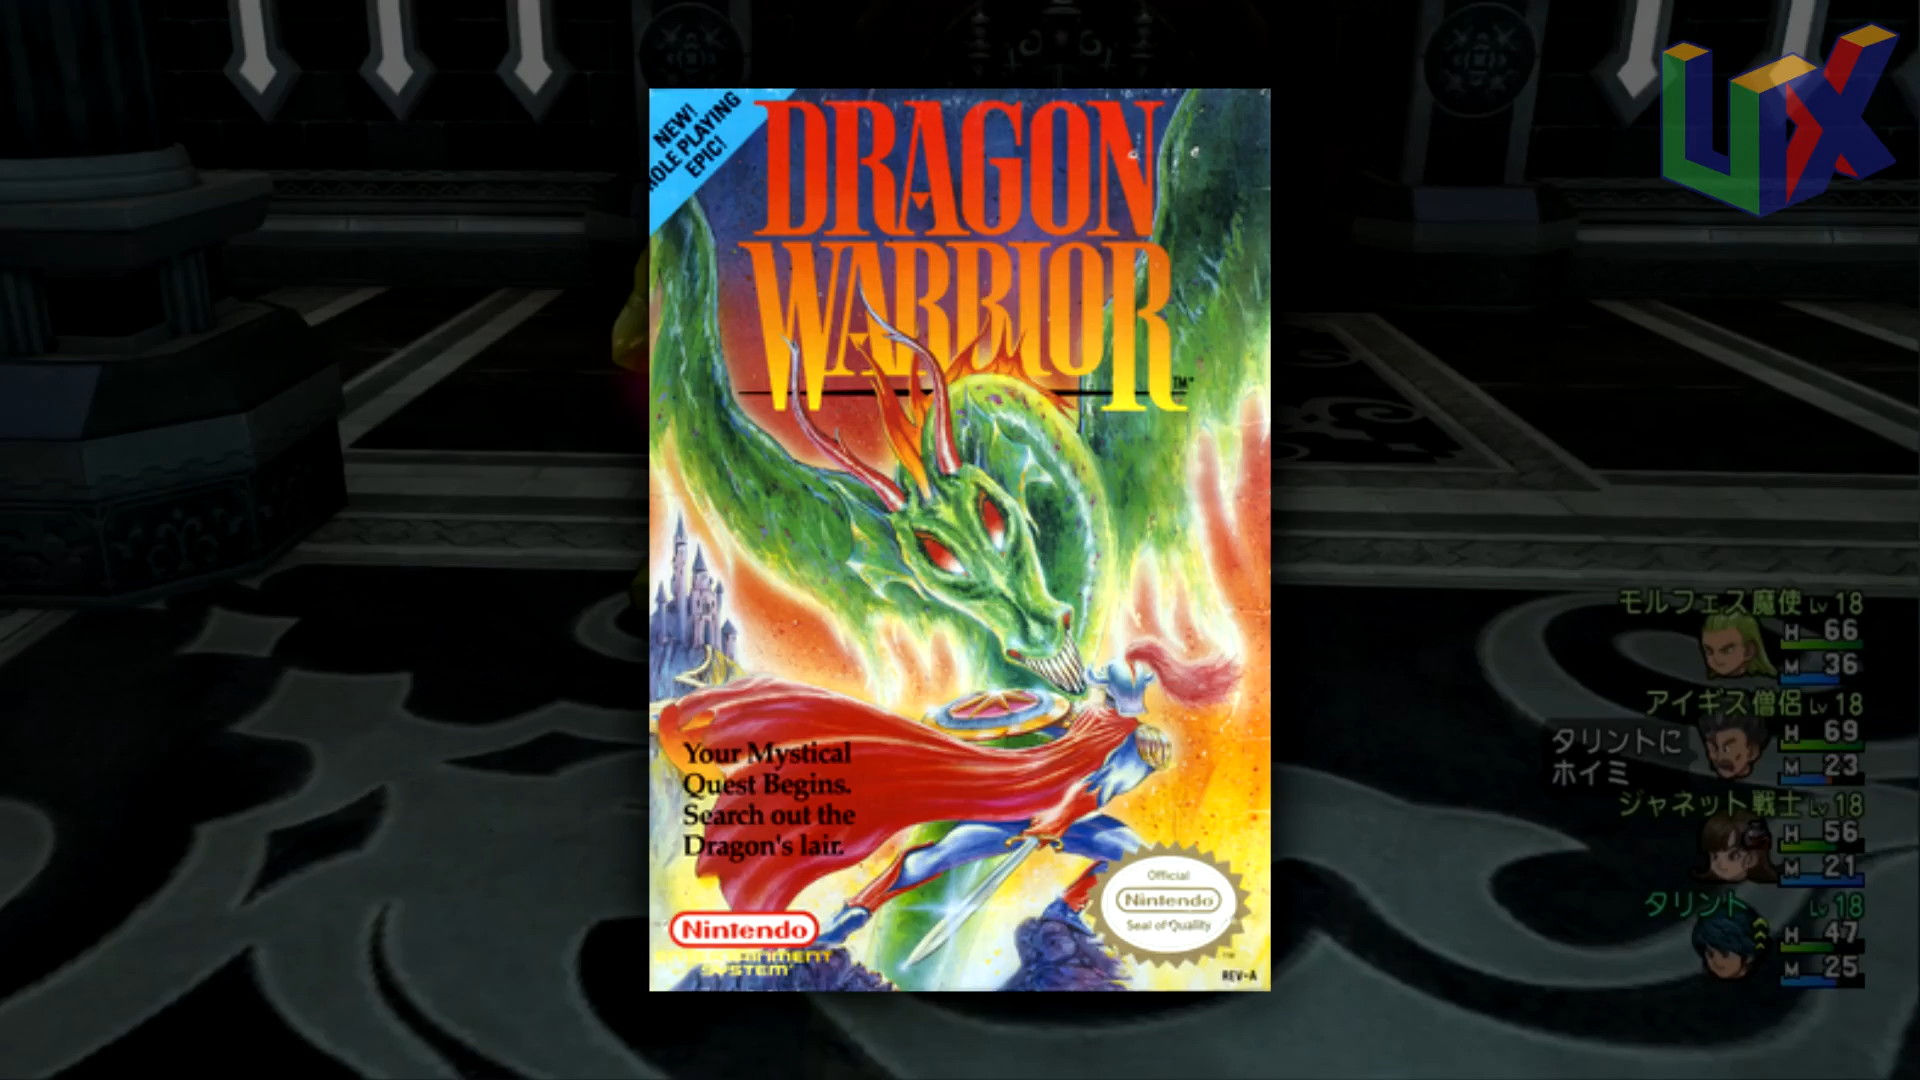 NEW!
ROLE PLAYING
EPIC!
DRAGON
WARRIOR
TM
Your Mystical
Quest Begins.
Search out the
Dragon's lair.
Nintendo
ENTERTAINMENT
SYSTEM
Official
Nintendo
Seal of Quality
TM
REV-A
UX
モルフェス魔使 Lv 18
H 66
M 36
アイギス僧侶 Lv 18
H 69
M 23
タリントに
ホイミ
ジャネット戦士 Lv 18
H 56
M 21
タリント Lv 18
H 47
M 25